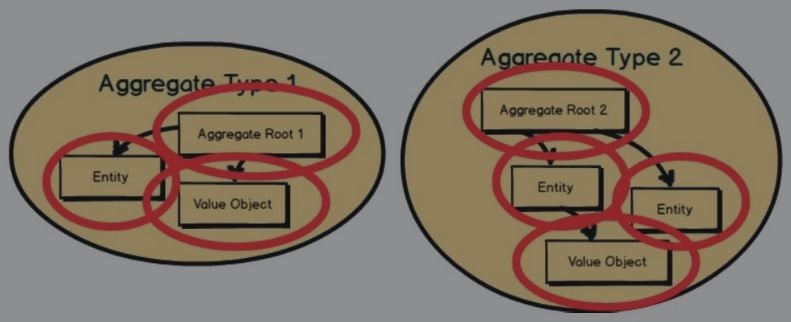 Aggregate Type 1
Aggregate Root 1
Entity
Value Object
Aggregate Type 2
Aggregate Root 2
Entity
Entity
Value Object